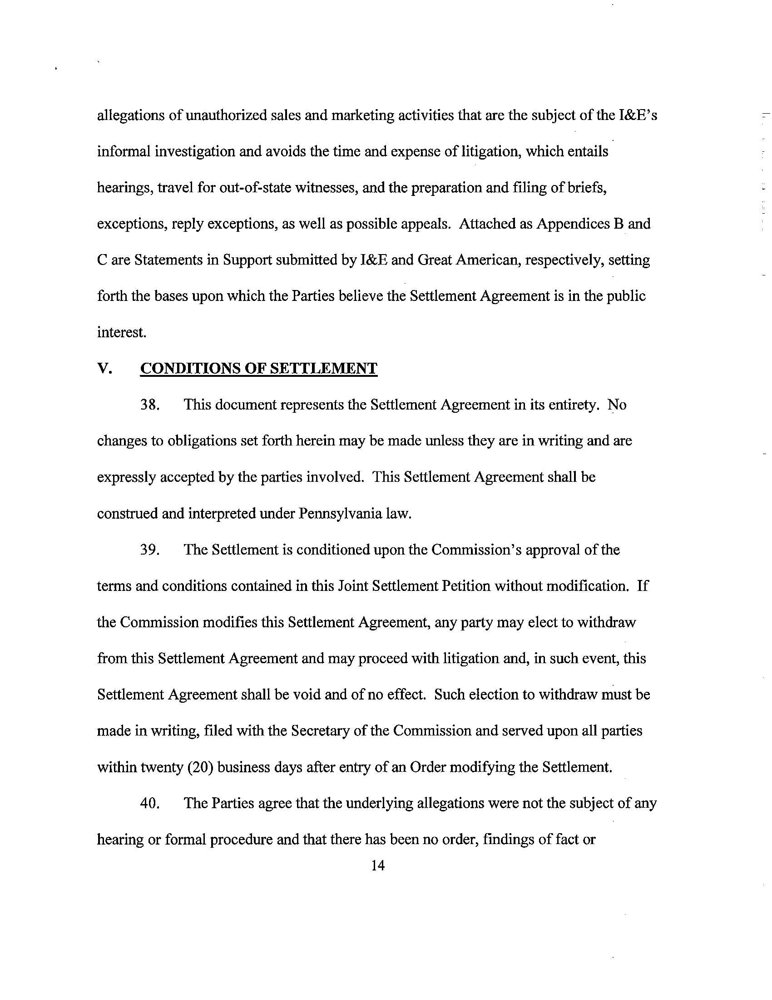 allegations of unauthorized sales and marketing activities that are the subject of the I&E's
informal investigation and avoids the time and expense of litigation, which entails
hearings, travel for out-of-state witnesses, and the preparation and filing of briefs,
exceptions, reply exceptions, as well as possible appeals. Attached as Appendices B and
C are Statements in Support submitted by I&E and Great American, respectively, setting
forth the bases upon which the Parties believe the Settlement Agreement is in the public
interest.
V. CONDITIONS OF SETTLEMENT
38. This document represents the Settlement Agreement in its entirety. No
changes to obligations set forth herein may be made unless they are in writing and are
expressly accepted by the parties involved. This Settlement Agreement shall be
construed and interpreted under Pennsylvania law.
39. The Settlement is conditioned upon the Commission's approval of the
terms and conditions contained in this Joint Settlement Petition without modification. If
the Commission modifies this Settlement Agreement, any party may elect to withdraw
from this Settlement Agreement and may proceed with litigation and, in such event, this
Settlement Agreement shall be void and of no effect. Such election to withdraw must be
made in writing, filed with the Secretary of the Commission and served upon all parties
within twenty (20) business days after entry of an Order modifying the Settlement.
40. The Parties agree that the underlying allegations were not the subject of any
hearing or formal procedure and that there has been no order, findings of fact or
14